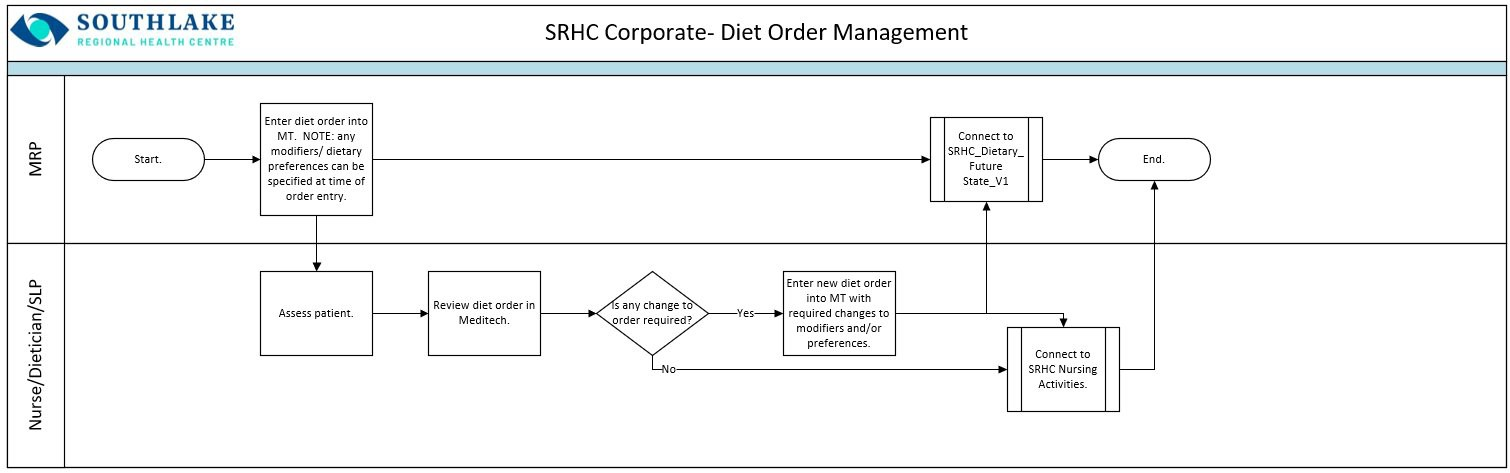 SOUTHLAKE
REGIONAL HEALTH CENTRE
SRHC Corporate- Diet Order Management
MRP
Start.
Enter diet order into
MT.  NOTE: any
modifiers/ dietary
preferences can be
specified at time of
order entry.
Connect to
SRHC_Dietary_
Future
State_V1
End.
Nurse/Dietician/SLP
Assess patient.
Review diet order in
Meditech.
Is any change to
order required?
Yes
No
Enter new diet order
into MT with
required changes to
modifiers and/or
preferences.
Connect to
SRHC Nursing
Activities.